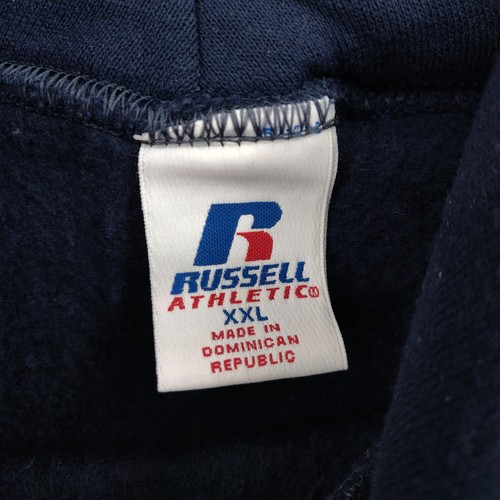 RUSSELL
ATHLETIC
XXL
MADE IN
DOMINICAN
REPUBLIC